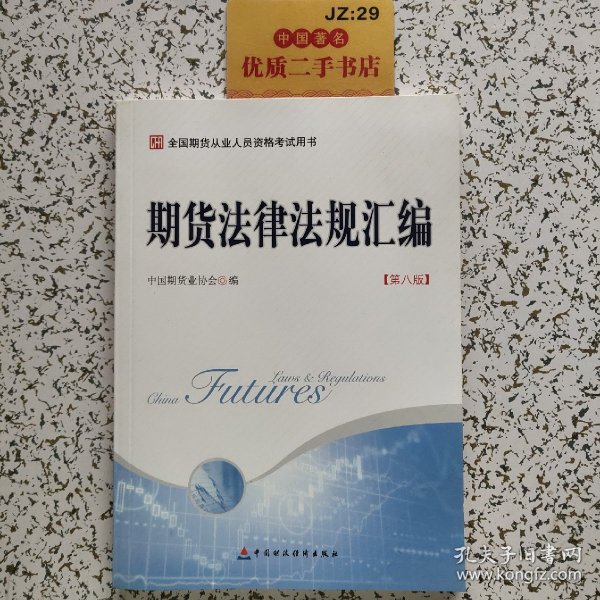 JZ:29
中国著名
优质二手书店
CFA 全国期货从业人员资格考试用书
期货法律法规汇编
中国期货业协会◎编
【第八版】
Laws & Regulations
China Futures
中国财政经济出版社
孔夫子旧书网
www.kongfz.com